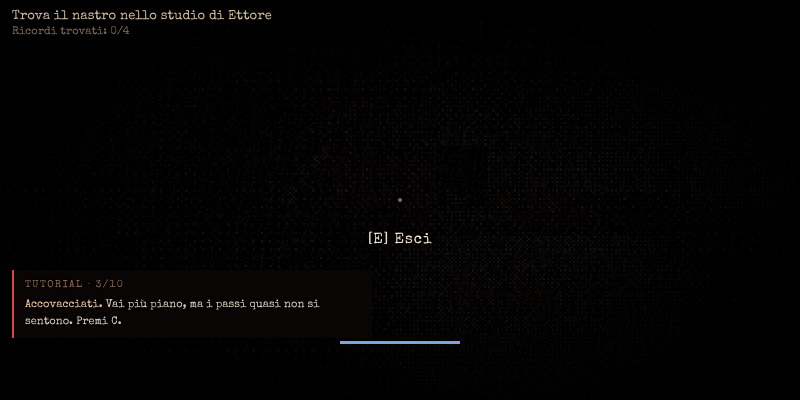 Trova il nastro nello studio di Ettore
Ricordi trovati: 0/4
[E] Esci
TUTORIAL · 3/10
Accovacciati. Vai più piano, ma i passi quasi non si
sentono. Premi C.